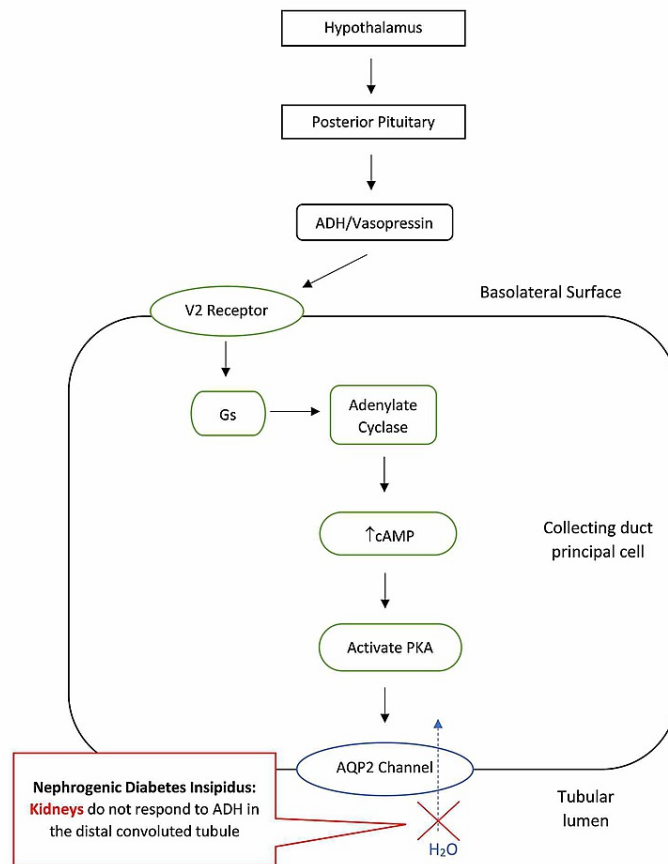 Hypothalamus
Posterior Pituitary
ADH/Vasopressin
Basolateral Surface
V2 Receptor
Gs
Adenylate
Cyclase
↑cAMP
Collecting duct
principal cell
Activate PKA
AQP2 Channel
Nephrogenic Diabetes Insipidus:
Kidneys do not respond to ADH in
the distal convoluted tubule
Tubular
lumen
H₂O